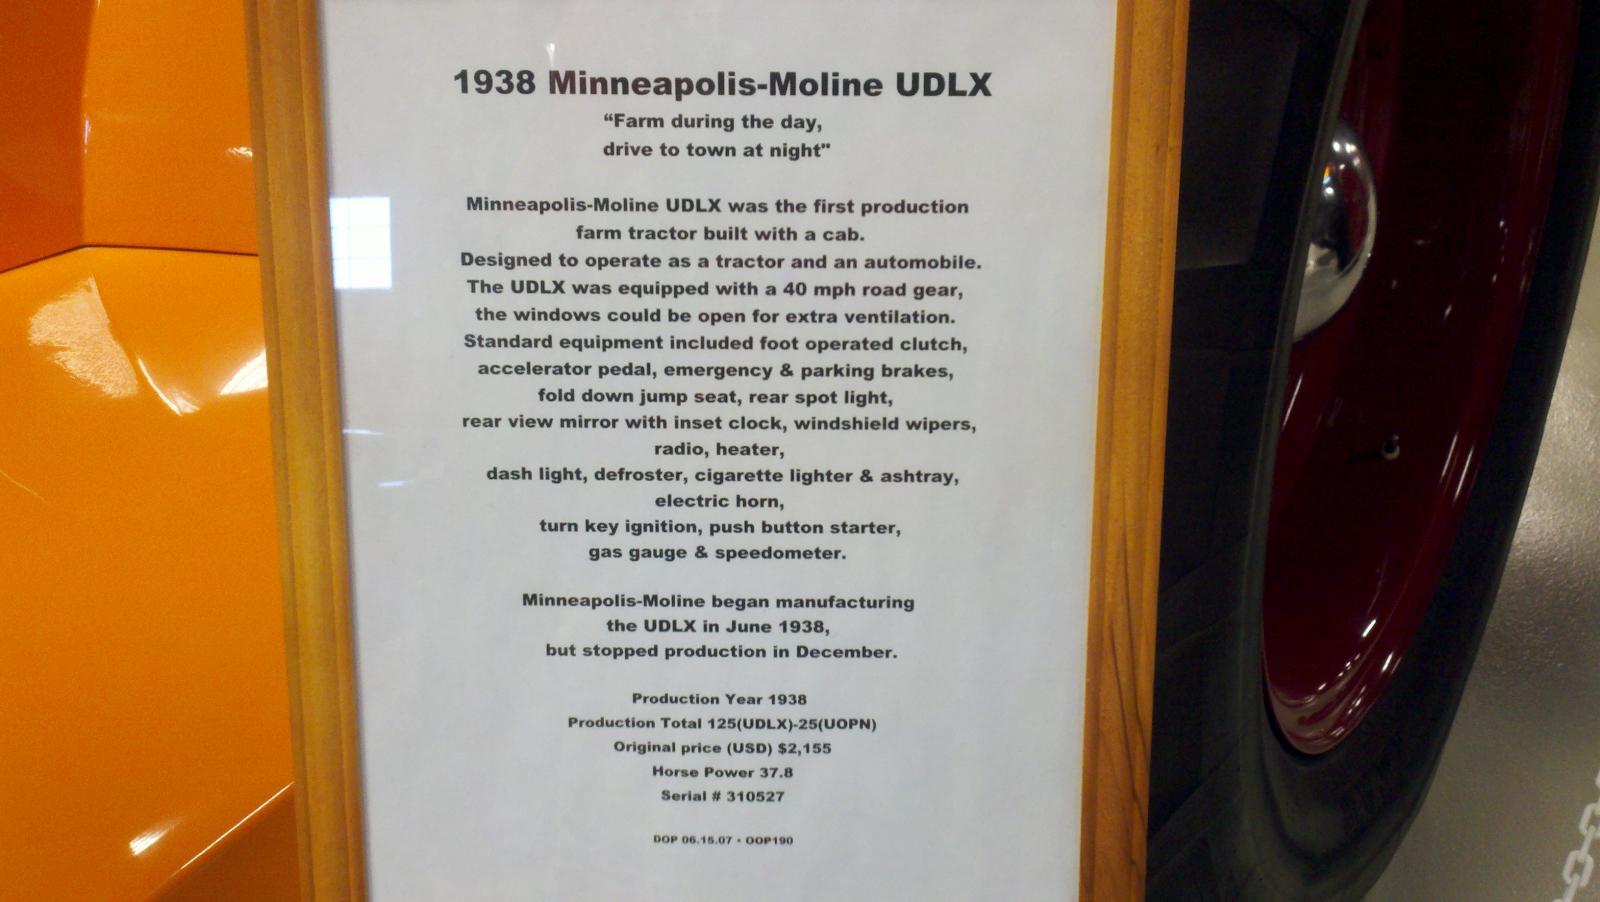 1938 Minneapolis-Moline UDLX
“Farm during the day,
drive to town at night"
Minneapolis-Moline UDLX was the first production
farm tractor built with a cab.
Designed to operate as a tractor and an automobile.
The UDLX was equipped with a 40 mph road gear,
the windows could be open for extra ventilation.
Standard equipment included foot operated clutch,
accelerator pedal, emergency & parking brakes,
fold down jump seat, rear spot light,
rear view mirror with inset clock, windshield wipers,
radio, heater,
dash light, defroster, cigarette lighter & ashtray,
electric horn,
turn key ignition, push button starter,
gas gauge & speedometer.
Minneapolis-Moline began manufacturing
the UDLX in June 1938,
but stopped production in December.
Production Year 1938
Production Total 125(UDLX)-25(UOPN)
Original price (USD) $2,155
Horse Power 37.8
Serial # 310527
DOP 06.15.07 • OOP190